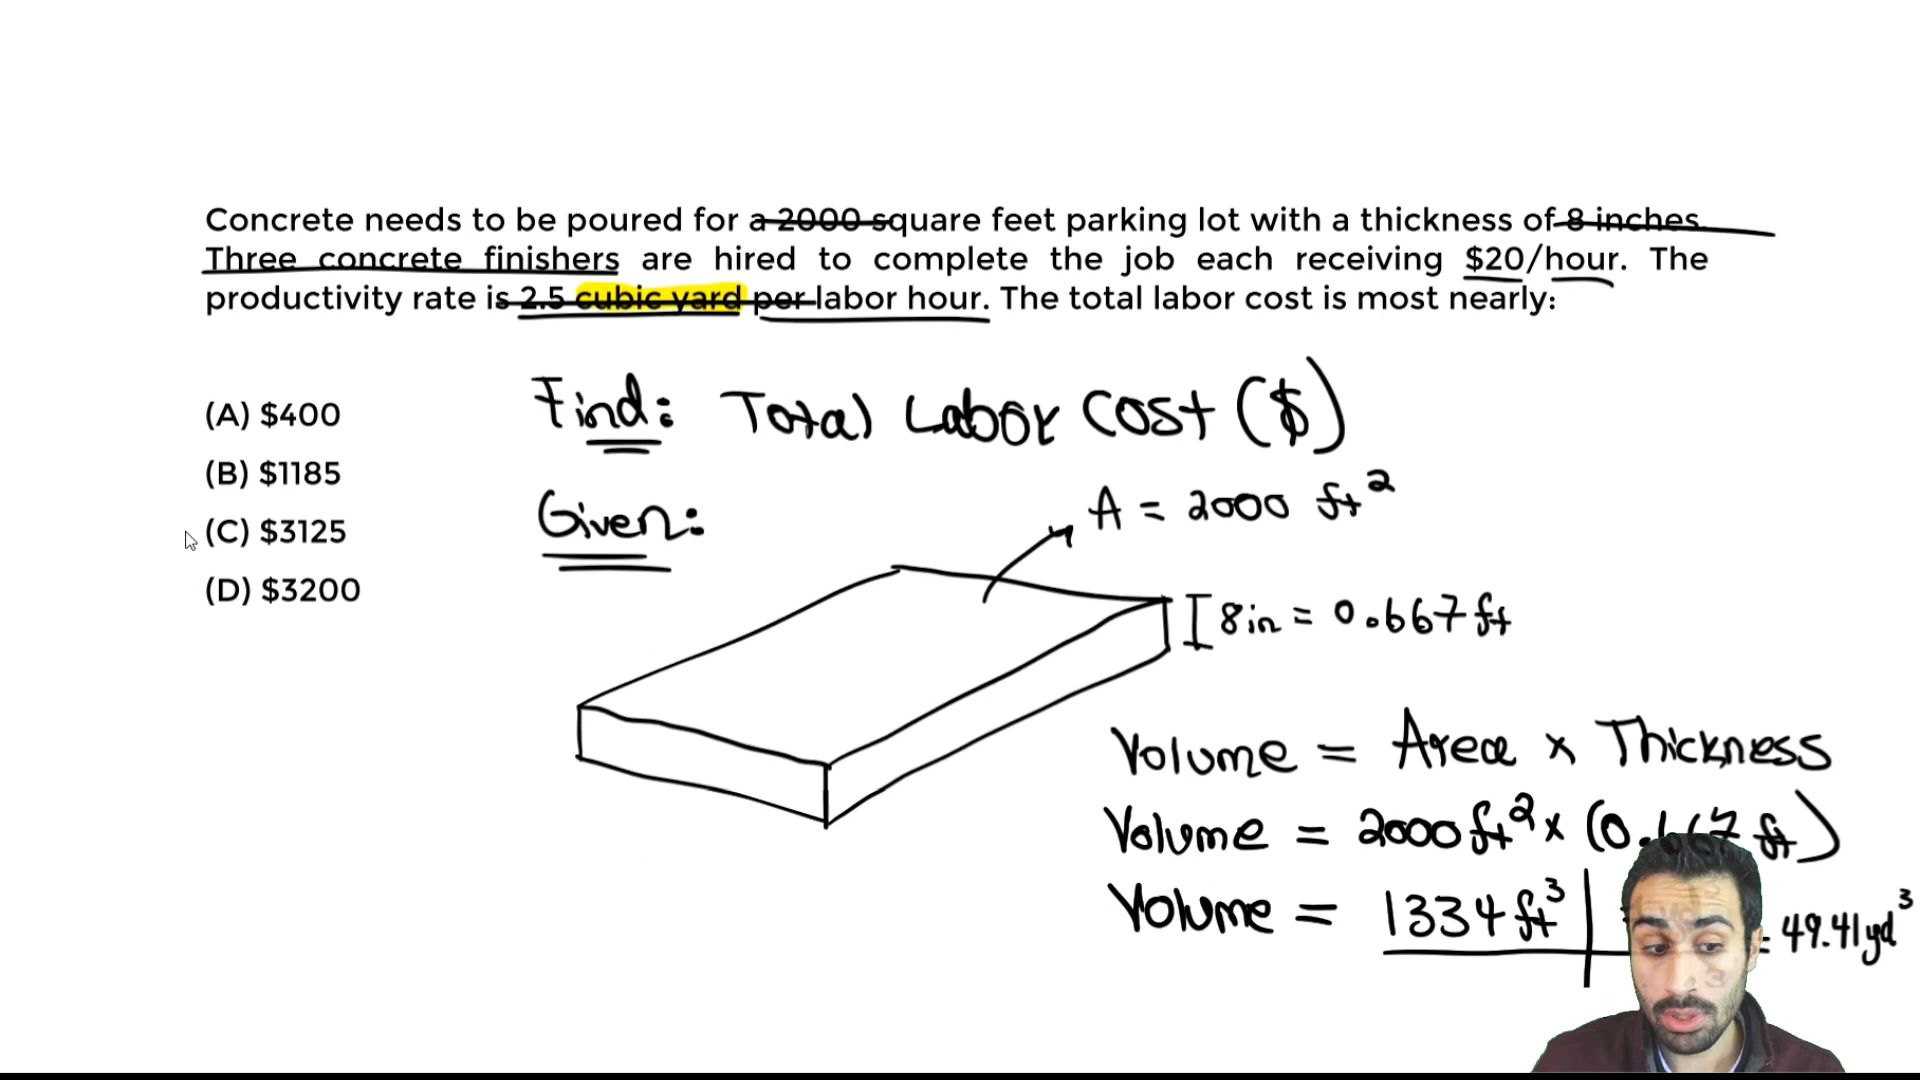 Concrete needs to be poured for a 2000 square feet parking lot with a thickness of 8 inches.
Three concrete finishers are hired to complete the job each receiving $20/hour. The
productivity rate is 2.5 cubic yard per labor hour. The total labor cost is most nearly:
(A) $400
(B) $1185
(C) $3125
(D) $3200
Find: Total Labor Cost ($)
Given:
A = 2000 ft²
8in = 0.667 ft
Volume = Area x Thickness
Volume = 2000 ft² x (0.667 ft)
Volume = 1334 ft³ = 49.41 yd³